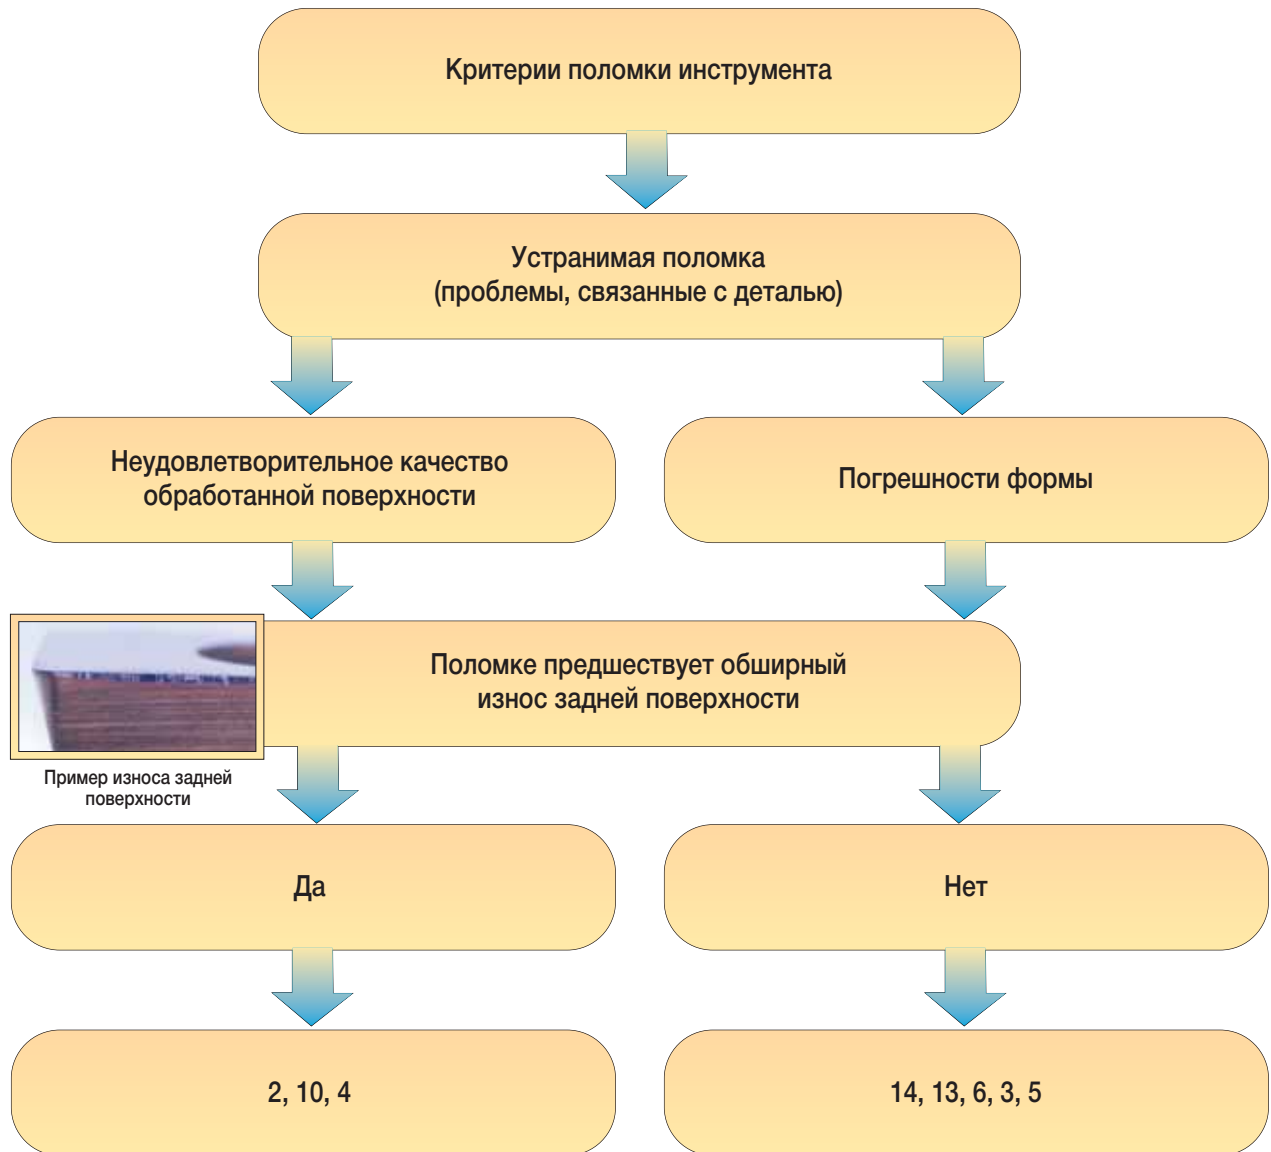 Критерии поломки инструмента
Устранимая поломка
(проблемы, связанные с деталью)
Неудовлетворительное качество
обработанной поверхности
Погрешности формы
Поломке предшествует обширный
износ задней поверхности
Пример износа задней
поверхности
Да
Нет
2, 10, 4
14, 13, 6, 3, 5